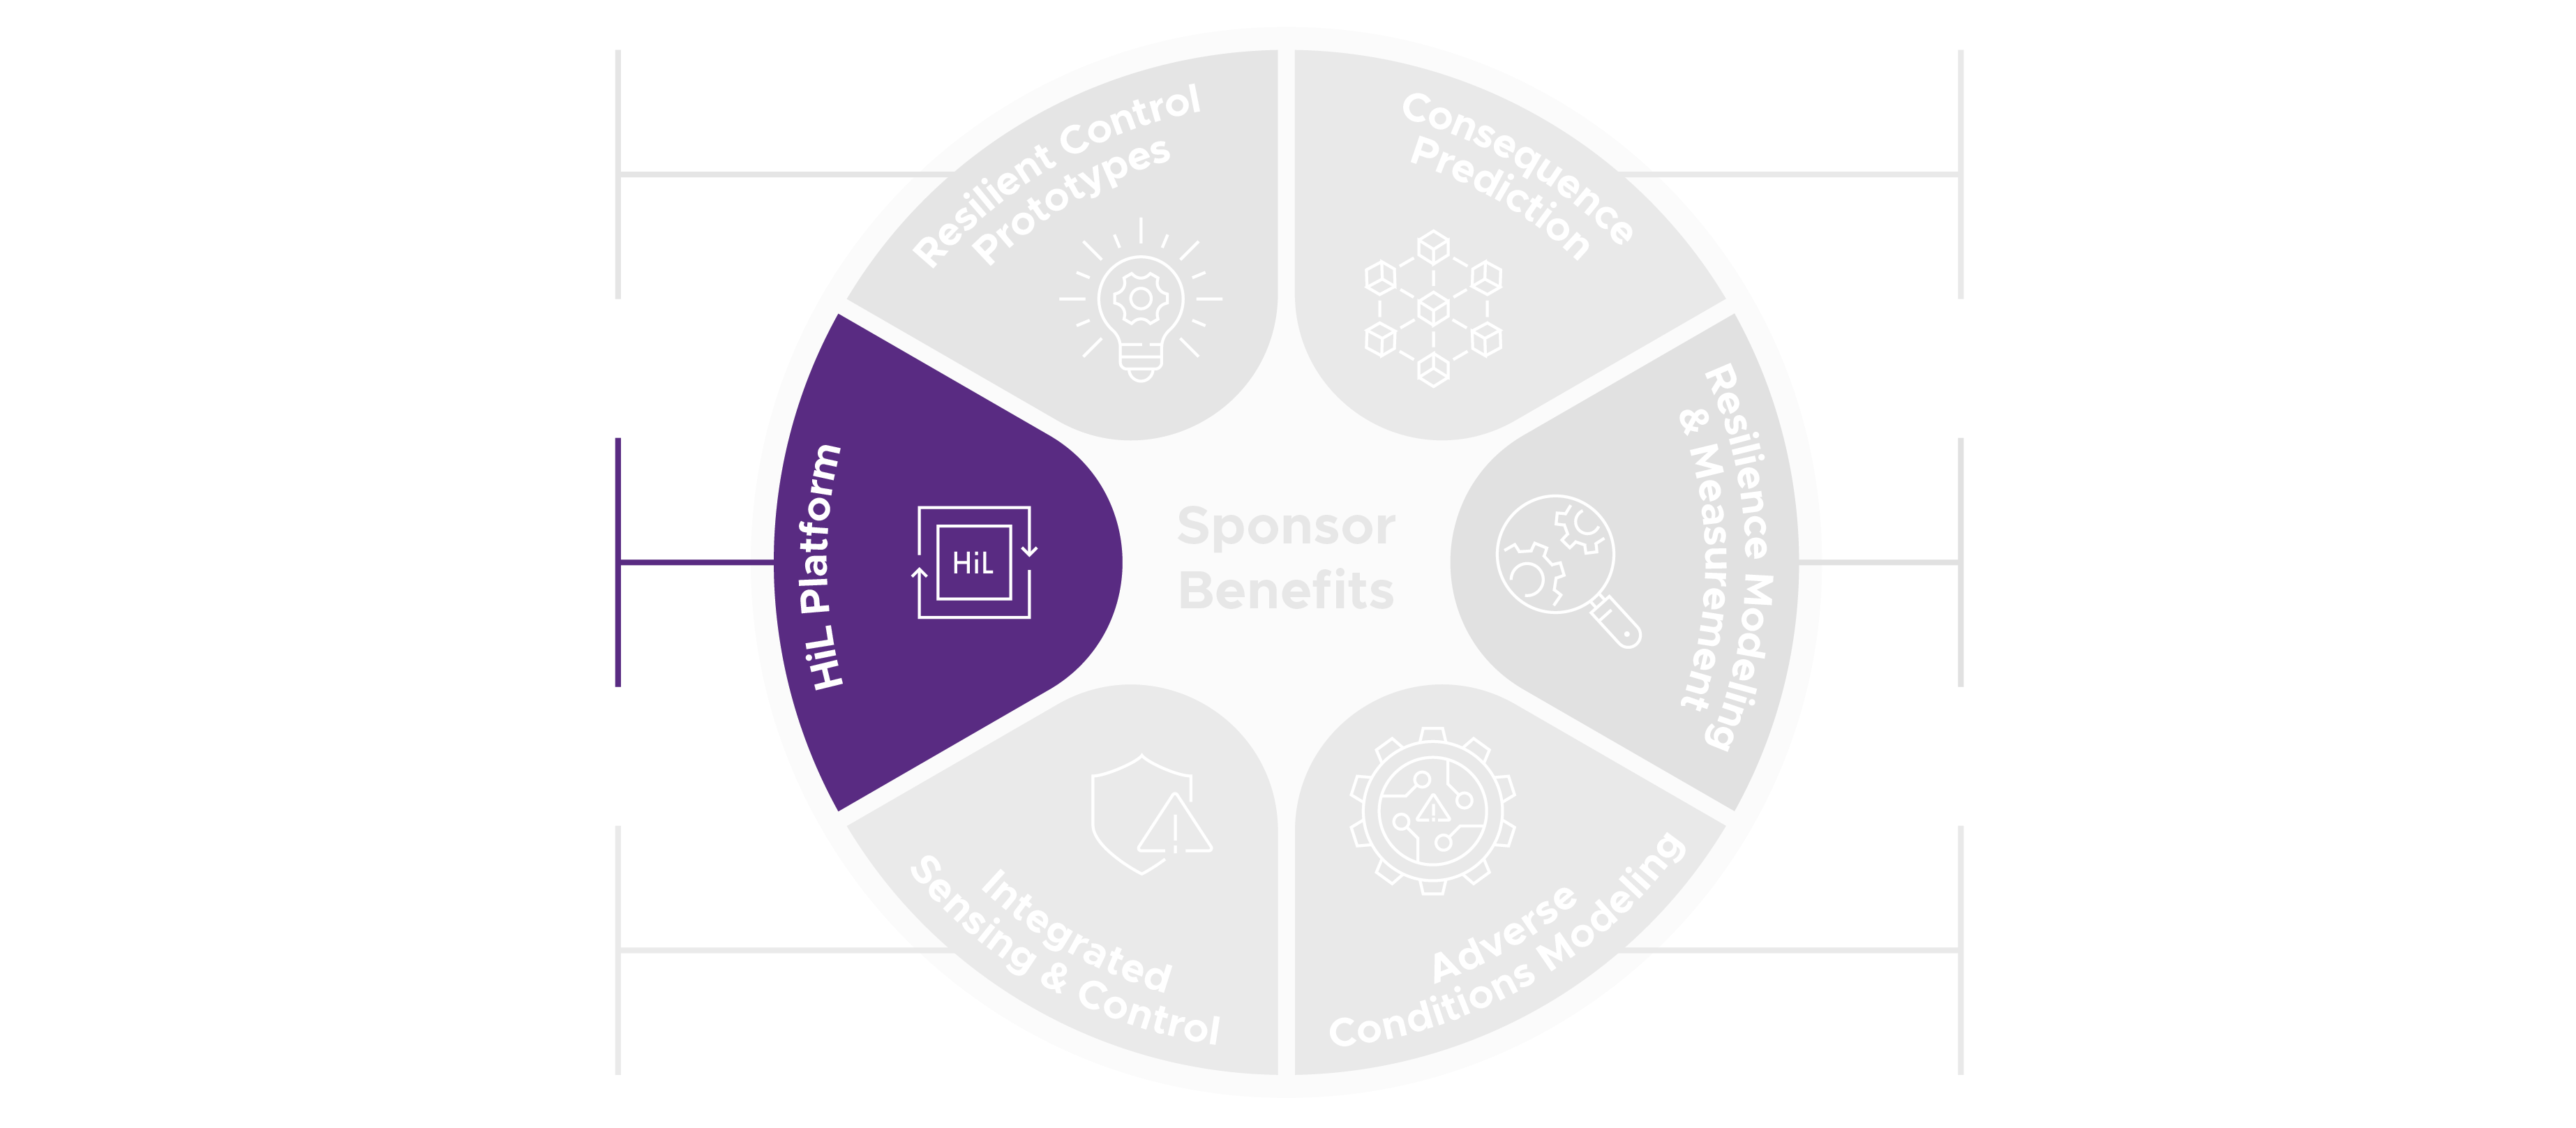 Resilient Control
Prototypes
Consequence
Prediction
HiL Platform
HiL
Sponsor
Benefits
Resilience Modeling
& Measurement
Integrated
Sensing & Control
Adverse
Conditions Modeling